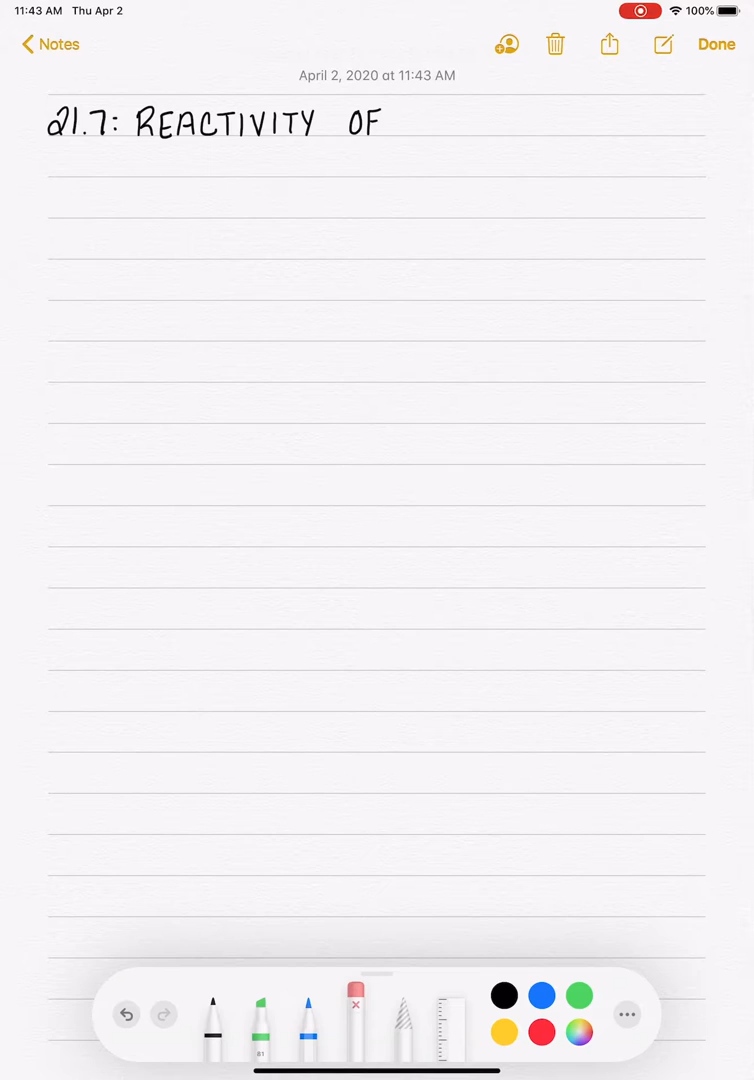 11:43 AM Thu Apr 2 100%
Notes Done
April 2, 2020 at 11:43 AM
21.7: REACTIVITY OF
81